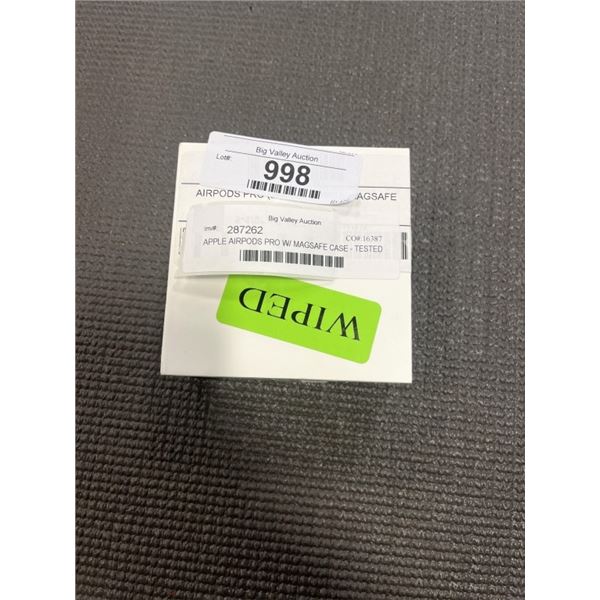 Big Valley Auction
Lot#:
998
AIRPODS PRO MAGSAFE
Big Valley Auction
Inv#: 287262
CO#:16387
APPLE AIRPODS PRO W/ MAGSAFE CASE - TESTED
WIPED